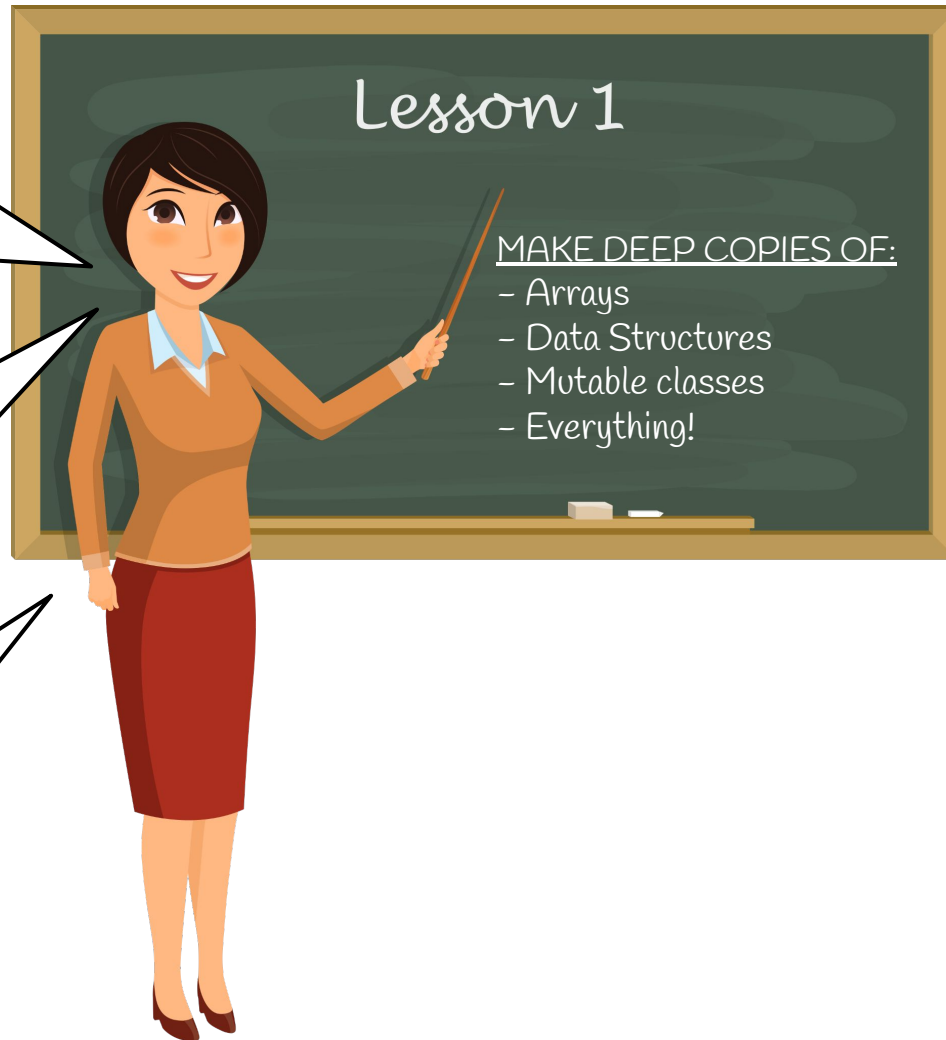 Lesson 1
MAKE DEEP COPIES OF:
- Arrays
- Data Structures
- Mutable classes
- Everything!